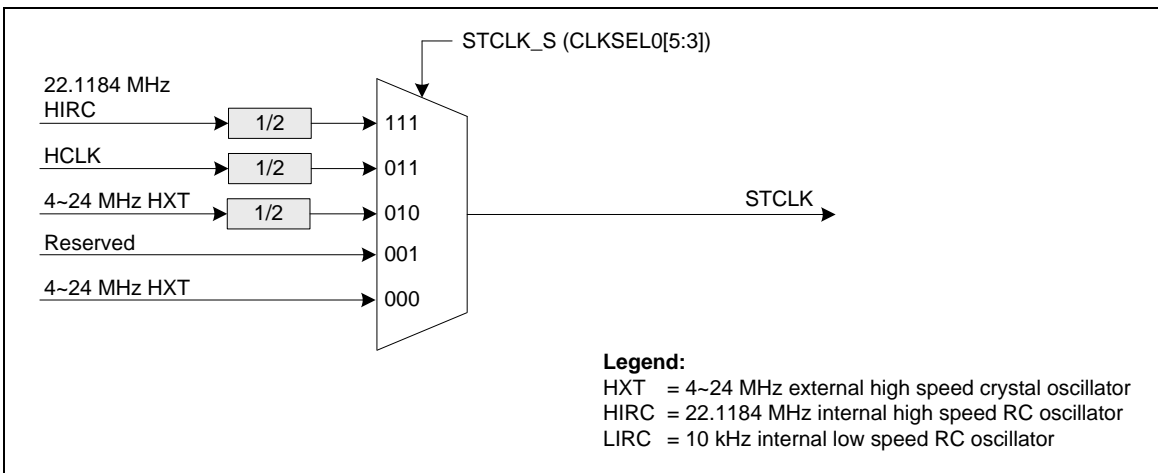 STCLK_S (CLKSEL0[5:3])
22.1184 MHz
HIRC
1/2
111
HCLK
1/2
011
4~24 MHz HXT
1/2
010
STCLK
Reserved
001
4~24 MHz HXT
000
Legend:
HXT = 4~24 MHz external high speed crystal oscillator
HIRC = 22.1184 MHz internal high speed RC oscillator
LIRC = 10 kHz internal low speed RC oscillator